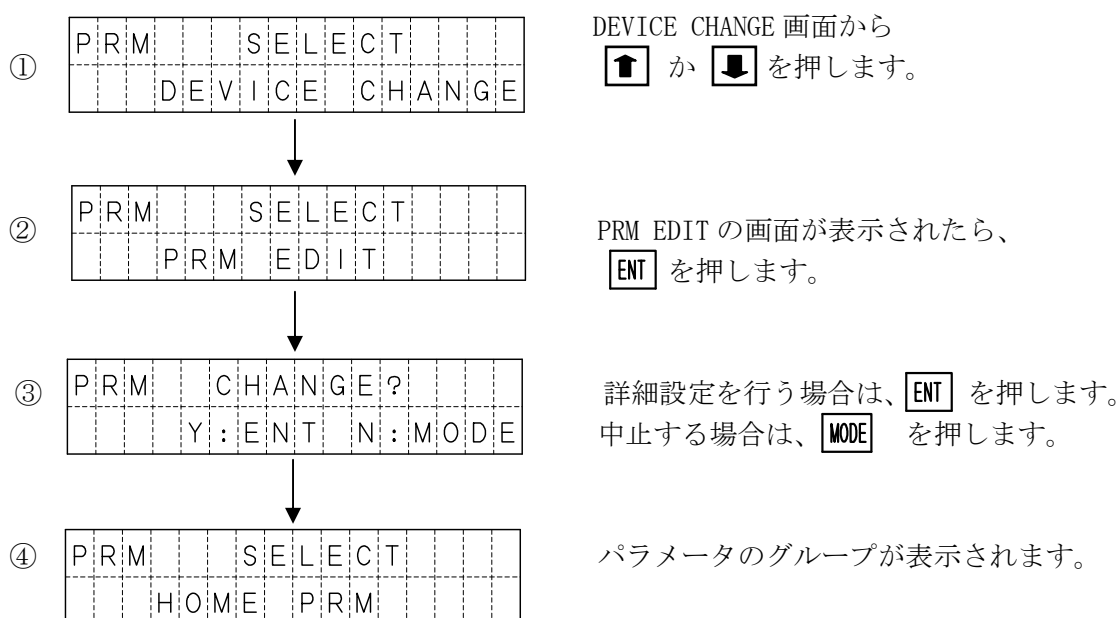 ① PRM SELECT
DEVICE CHANGE
DEVICE CHANGE 画面から
⬆ か ⬇ を押します。
② PRM SELECT
PRM EDIT
PRM EDIT の画面が表示されたら、
ENT を押します。
③ PRM CHANGE?
Y:ENT N:MODE
詳細設定を行う場合は、ENT を押します。
中止する場合は、MODE を押します。
④ PRM SELECT
HOME PRM
パラメータのグループが表示されます。